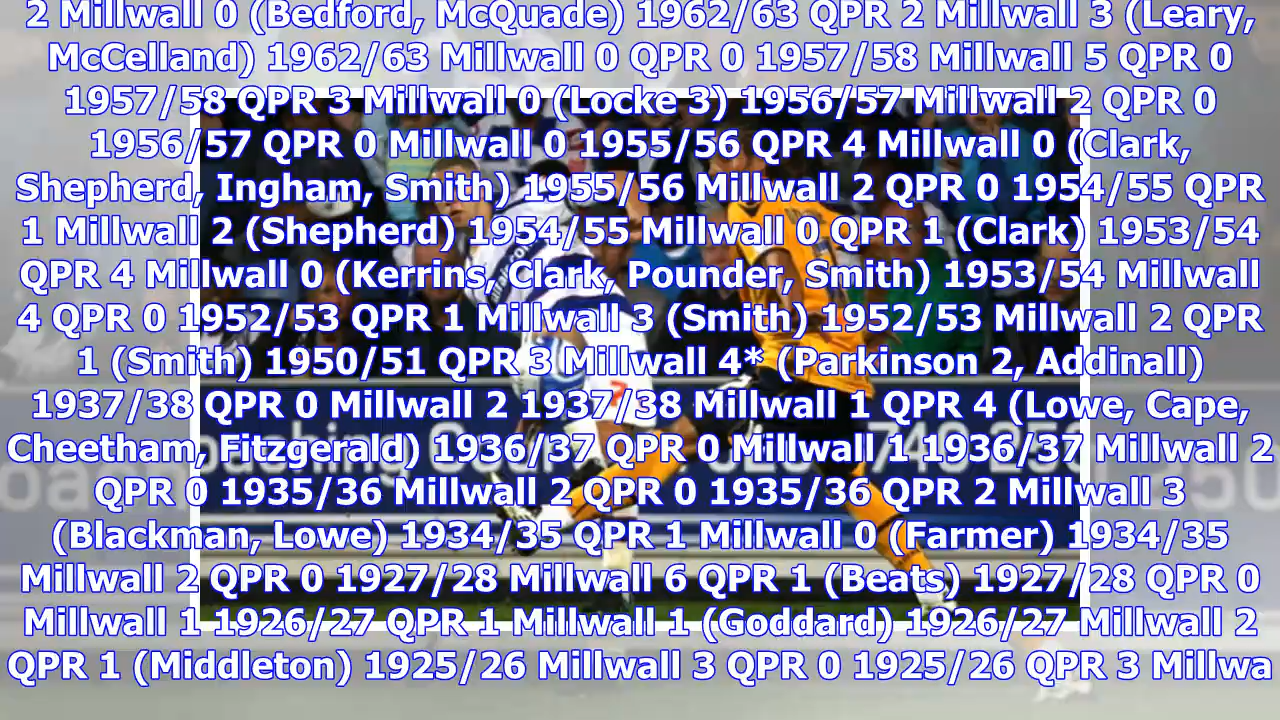 2 Millwall 0 (Bedford, McQuade) 1962/63 QPR 2 Millwall 3 (Leary,
McCelland) 1962/63 Millwall 0 QPR 0 1957/58 Millwall 5 QPR 0
1957/58 QPR 3 Millwall 0 (Locke 3) 1956/57 Millwall 2 QPR 0
1956/57 QPR 0 Millwall 0 1955/56 QPR 4 Millwall 0 (Clark,
Shepherd, Ingham, Smith) 1955/56 Millwall 2 QPR 0 1954/55 QPR
1 Millwall 2 (Shepherd) 1954/55 Millwall 0 QPR 1 (Clark) 1953/54
QPR 4 Millwall 0 (Kerrins, Clark, Pounder, Smith) 1953/54 Millwall
4 QPR 0 1952/53 QPR 1 Millwall 3 (Smith) 1952/53 Millwall 2 QPR
1 (Smith) 1950/51 QPR 3 Millwall 4* (Parkinson 2, Addinall)
1937/38 QPR 0 Millwall 2 1937/38 Millwall 1 QPR 4 (Lowe, Cape,
Cheetham, Fitzgerald) 1936/37 QPR 0 Millwall 1 1936/37 Millwall 2
QPR 0 1935/36 Millwall 2 QPR 0 1935/36 QPR 2 Millwall 3
(Blackman, Lowe) 1934/35 QPR 1 Millwall 0 (Farmer) 1934/35
Millwall 2 QPR 0 1927/28 Millwall 6 QPR 1 (Beats) 1927/28 QPR 0
Millwall 1 1926/27 QPR 1 Millwall 1 (Goddard) 1926/27 Millwall 2
QPR 1 (Middleton) 1925/26 Millwall 3 QPR 0 1925/26 QPR 3 Millwa